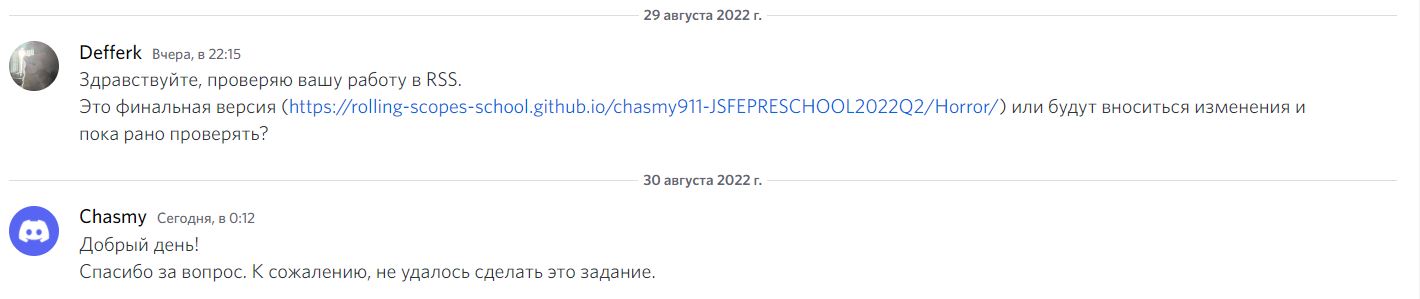 29 августа 2022 г.
Defferk Вчера, в 22:15
Здравствуйте, проверяю вашу работу в RSS.
Это финальная версия (https://rolling-scopes-school.github.io/chasmy911-JSFEPRESCHOOL2022Q2/Horror/) или будут вноситься изменения и
пока рано проверять?
30 августа 2022 г.
Chasmy Сегодня, в 0:12
Добрый день!
Спасибо за вопрос. К сожалению, не удалось сделать это задание.